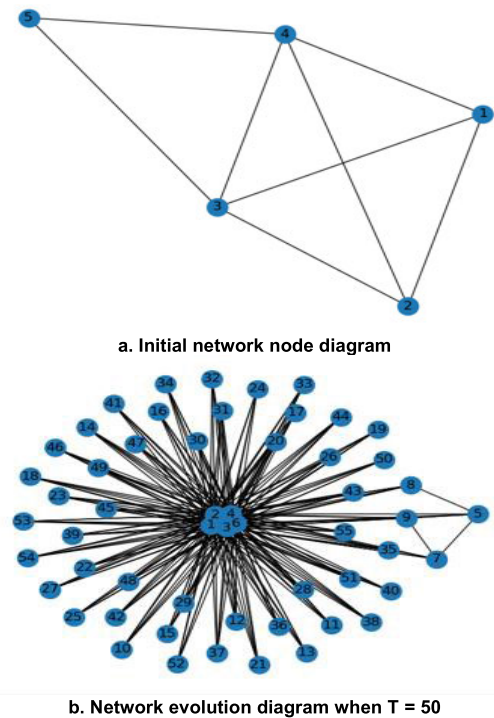 5
4
1
3
2
a. Initial network node diagram
34 32 24 33
41 16 31 17 44
14 47 30 20 19
46 49 26 50
18 23 45 43 8
53 39 1 2 3 4 6 55 9 5
54 22 35 7
27 48 29 28 51 40
25 42 15 12 36 11 38
10 52 37 21 13
b. Network evolution diagram when T = 50